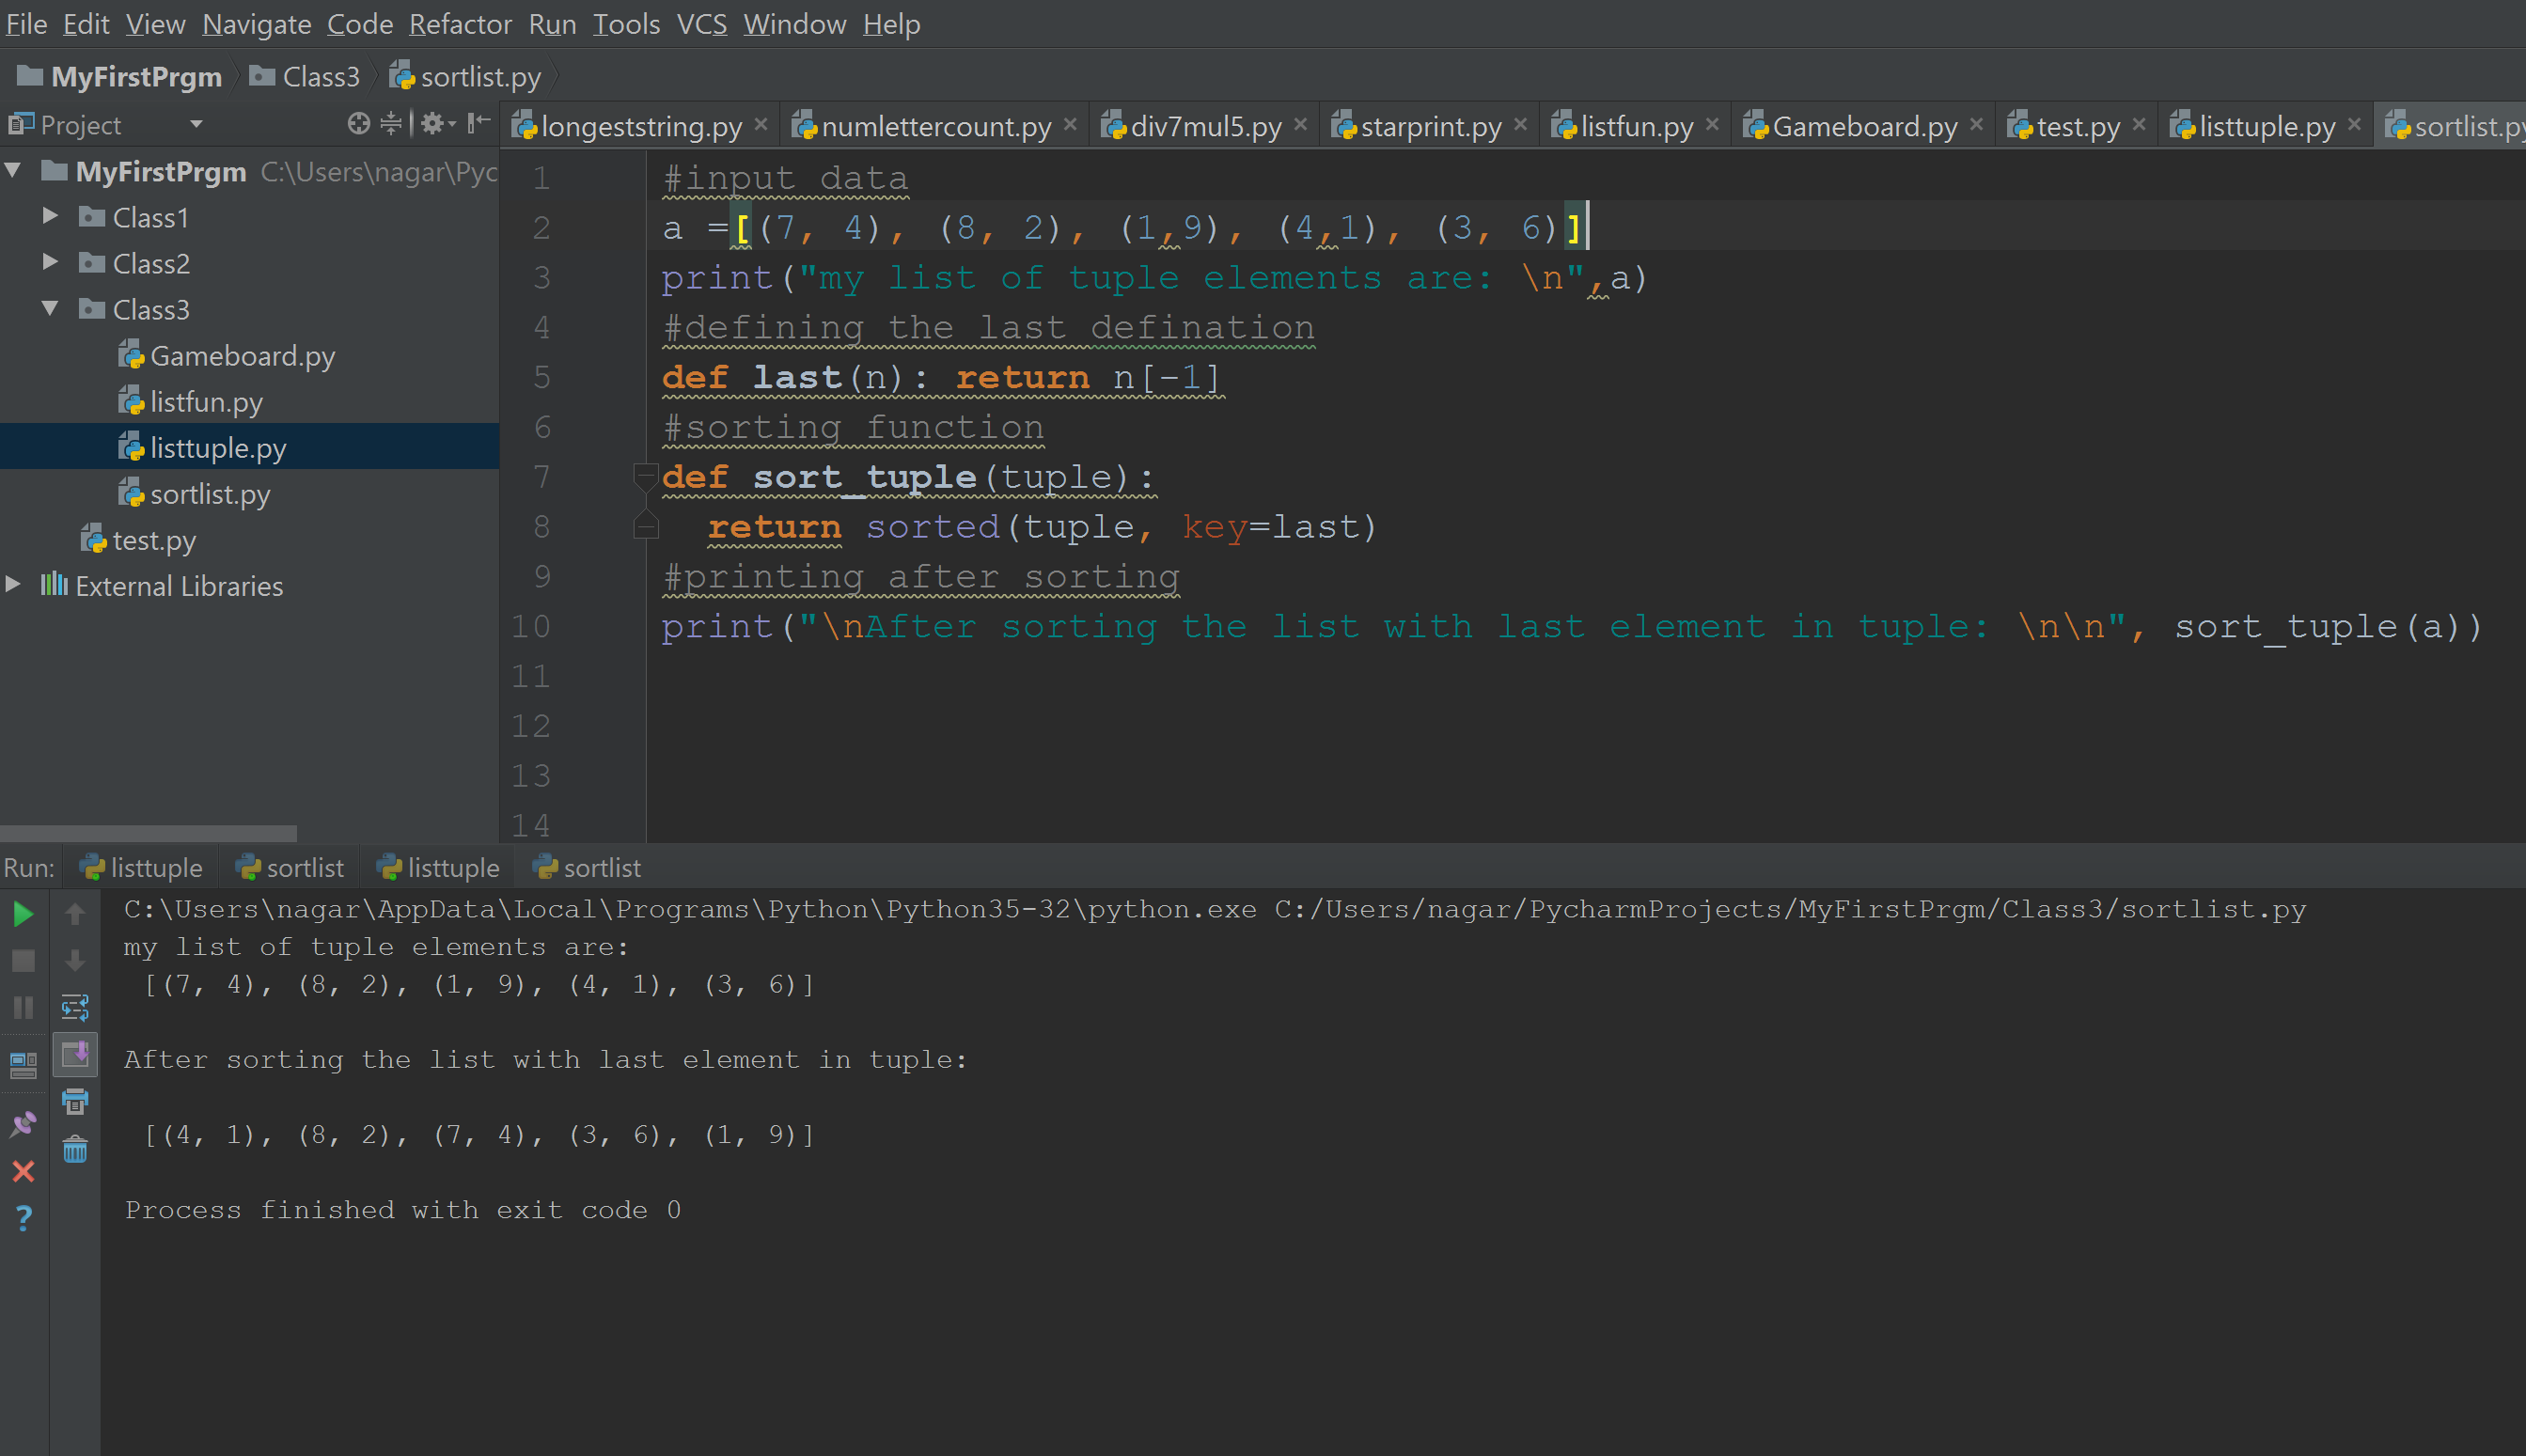 File Edit View Navigate Code Refactor Run Tools VCS Window Help
MyFirstPrgm Class3 sortlist.py
Project
longeststring.py numlettercount.py div7mul5.py starprint.py listfun.py Gameboard.py test.py listtuple.py sortlist.py
MyFirstPrgm C:\Users\nagar\Pyc
Class1
Class2
Class3
Gameboard.py
listfun.py
listtuple.py
sortlist.py
test.py
External Libraries
1 #input data
2 a =[(7, 4), (8, 2), (1,9), (4,1), (3, 6)]
3 print("my list of tuple elements are: \n",a)
4 #defining the last defination
5 def last(n): return n[-1]
6 #sorting function
7 def sort_tuple(tuple):
8   return sorted(tuple, key=last)
9 #printing after sorting
10 print("\nAfter sorting the list with last element in tuple: \n\n", sort_tuple(a))
11
12
13
14
Run: listtuple sortlist listtuple sortlist
C:\Users\nagar\AppData\Local\Programs\Python\Python35-32\python.exe C:/Users/nagar/PycharmProjects/MyFirstPrgm/Class3/sortlist.py
my list of tuple elements are:
 [(7, 4), (8, 2), (1, 9), (4, 1), (3, 6)]
After sorting the list with last element in tuple:
 [(4, 1), (8, 2), (7, 4), (3, 6), (1, 9)]
Process finished with exit code 0